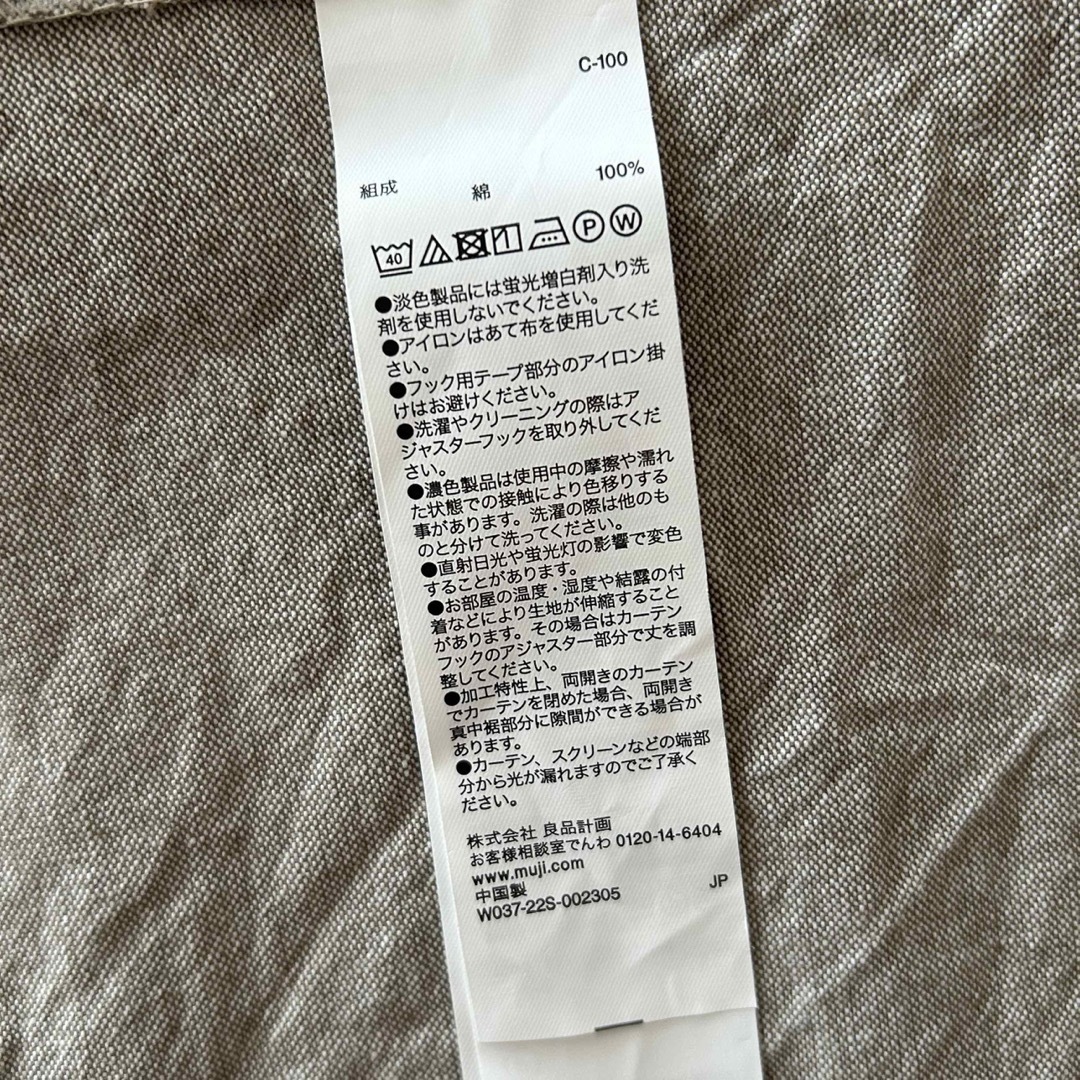 C-100
組成 綿 100%
40 P W
●淡色製品には蛍光増白剤入り洗
剤を使用しないでください。
●アイロンはあて布を使用してくだ
さい。
●フック用テープ部分のアイロン掛
けはお避けください。
●洗濯やクリーニングの際はア
ジャスターフックを取り外してくだ
さい。
●濃色製品は使用中の摩擦や濡れ
た状態での接触により色移りする
事があります。洗濯の際は他のも
のと分けて洗ってください。
●直射日光や蛍光灯の影響で変色
することがあります。
●お部屋の温度・湿度や結露の付
着などにより生地が伸縮すること
があります。その場合はカーテン
フックのアジャスター部分で丈を調
整してください。
●加工特性上、両開きのカーテン
でカーテンを閉めた場合、両開き
真中裾部分に隙間ができる場合が
あります。
●カーテン、スクリーンなどの端部
分から光が漏れますのでご了承く
ださい。
株式会社 良品計画
お客様相談室でんわ 0120-14-6404
www.muji.com
中国製
W037-22S-002305 JP